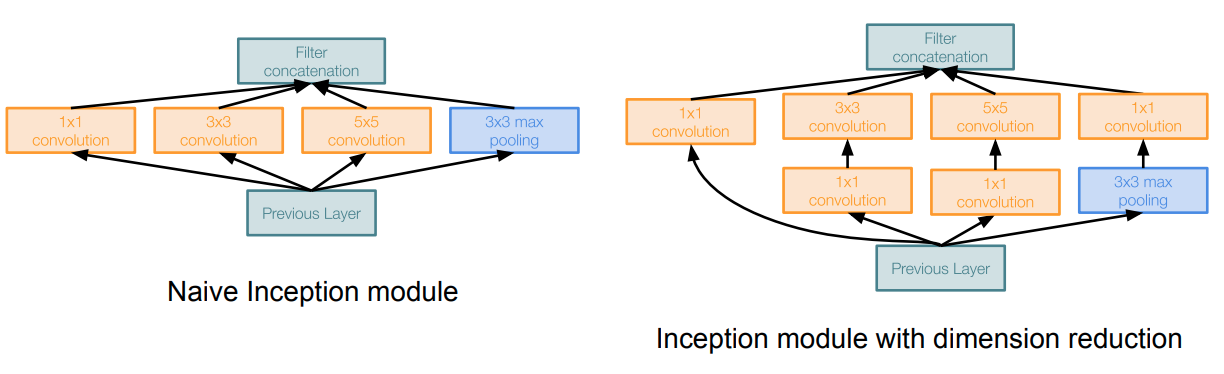 Filter
concatenation
1x1
convolution
3x3
convolution
5x5
convolution
3x3 max
pooling
Previous Layer
Naive Inception module
Filter
concatenation
1x1
convolution
3x3
convolution
5x5
convolution
1x1
convolution
1x1
convolution
1x1
convolution
3x3 max
pooling
Previous Layer
Inception module with dimension reduction